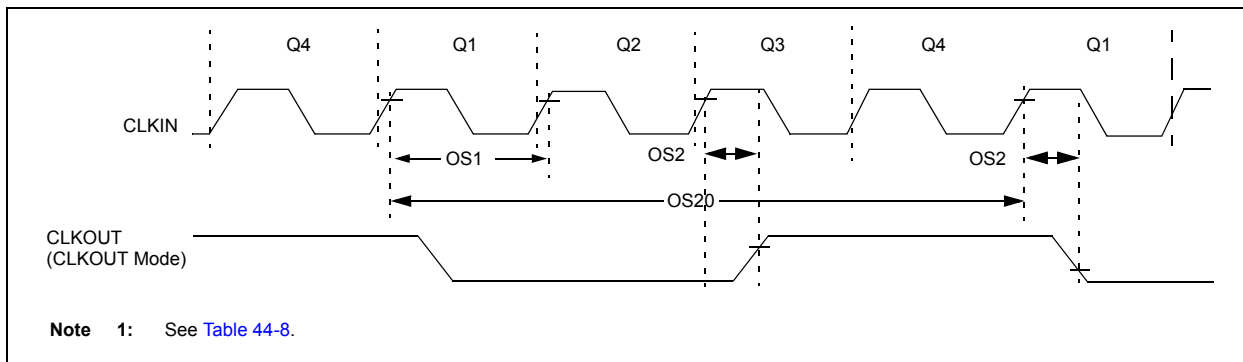 Q4 Q1 Q2 Q3 Q4 Q1
CLKIN
OS1 OS2 OS2
OS20
CLKOUT
(CLKOUT Mode)
Note 1: See Table 44-8.